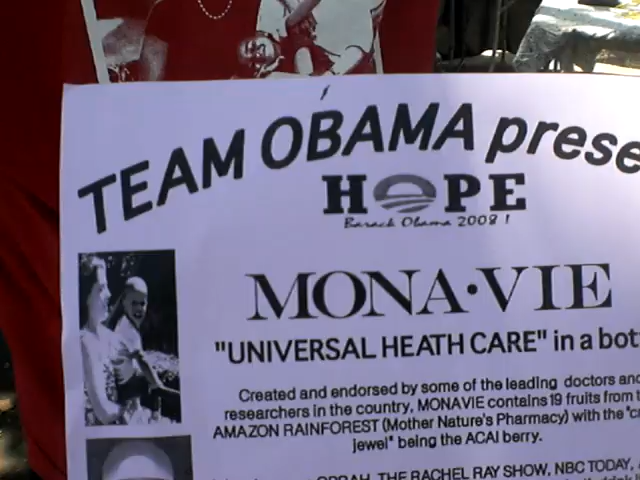 TEAM OBAMA prese
HOPE
Barack Obama 2008 !
MONA•VIE
"UNIVERSAL HEATH CARE" in a bot
Created and endorsed by some of the leading doctors and
researchers in the country, MONAVIE contains 19 fruits from t
AMAZON RAINFOREST (Mother Nature's Pharmacy) with the "c
jewel" being the ACAI berry.
OPRAH, THE RACHEL RAY SHOW, NBC TODAY,